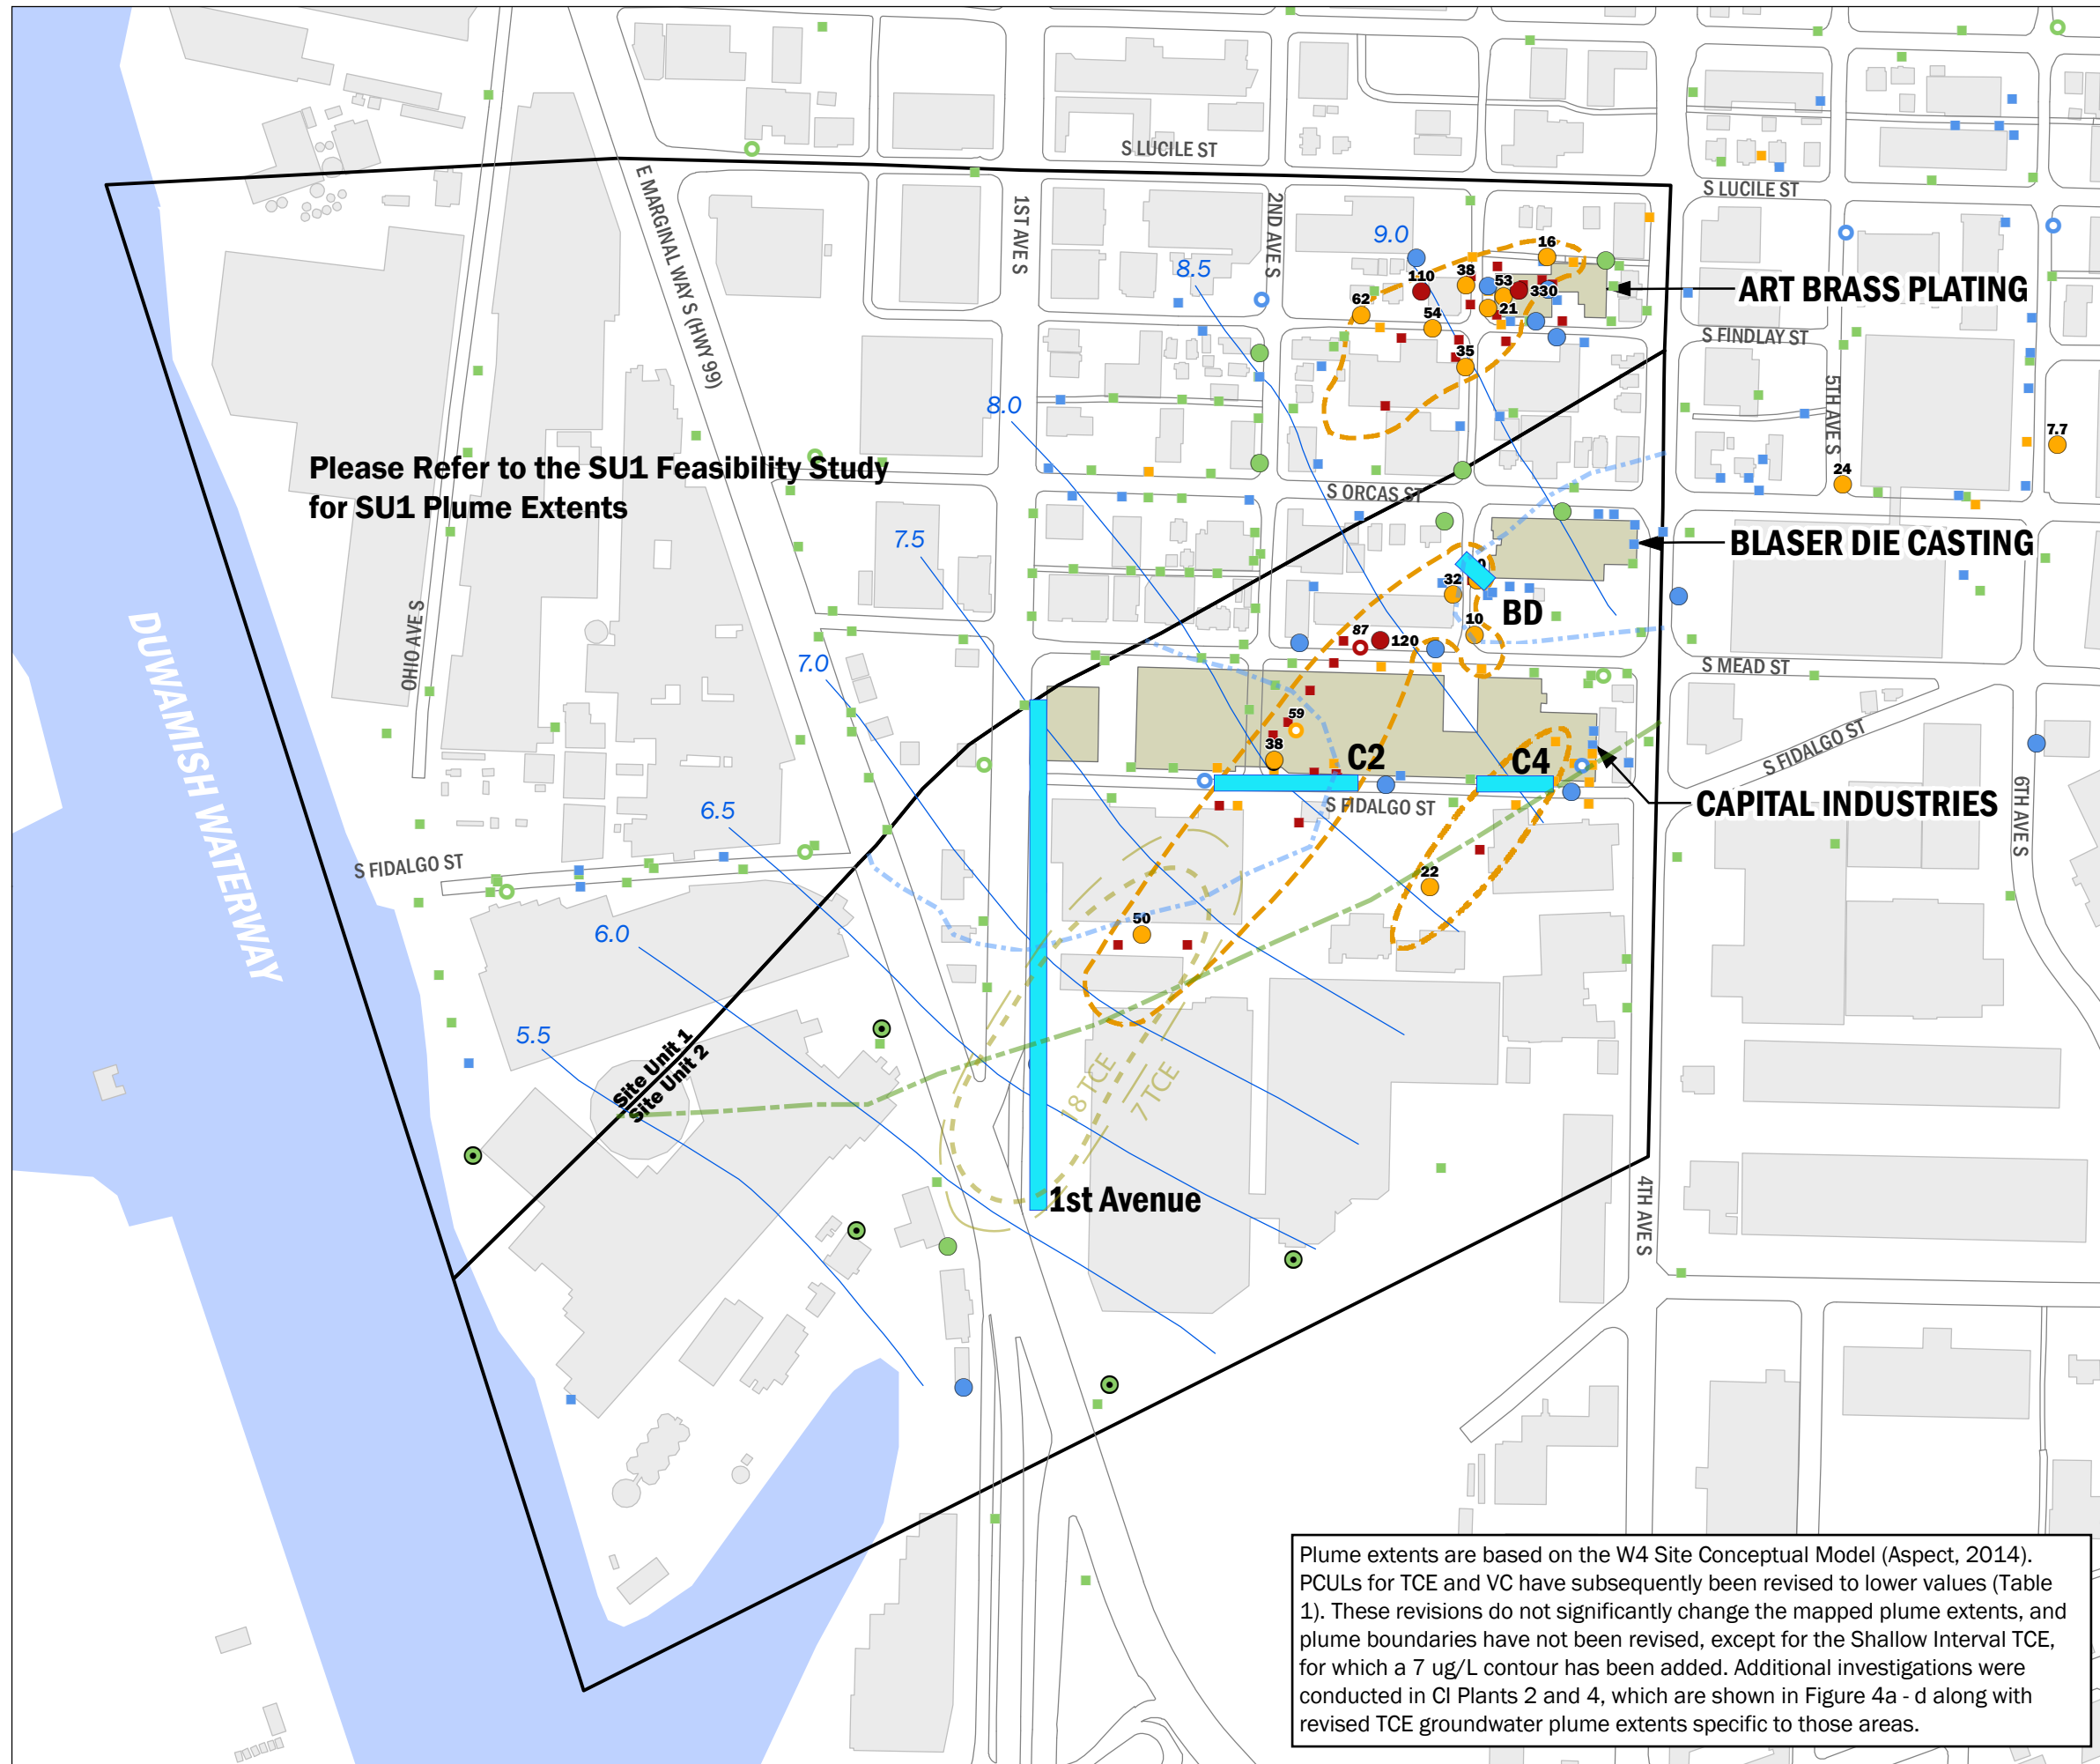 S LUCILE ST
S LUCILE ST
E MARGINAL WAY S (HWY 99)
1ST AVE S
2ND AVE S
9.0
8.5
16
110
38
53
330
21
62
54
35
ART BRASS PLATING
S FINDLAY ST
5TH AVE S
7.7
24
8.0
Please Refer to the SU1 Feasibility Study
for SU1 Plume Extents
S ORCAS ST
7.5
BLASER DIE CASTING
32
BD
10
87
120
OHIO AVE S
DUWAMISH WATERWAY
7.0
S MEAD ST
59
38
C2
C4
S FIDALGO ST
S FIDALGO ST
CAPITAL INDUSTRIES
6TH AVE S
6.5
S FIDALGO ST
22
50
6.0
5.5
Site Unit 1
Site Unit 2
18 TCE
7 TCE
1st Avenue
4TH AVE S
Plume extents are based on the W4 Site Conceptual Model (Aspect, 2014).
PCULs for TCE and VC have subsequently been revised to lower values (Table
1). These revisions do not significantly change the mapped plume extents, and
plume boundaries have not been revised, except for the Shallow Interval TCE,
for which a 7 ug/L contour has been added. Additional investigations were
conducted in CI Plants 2 and 4, which are shown in Figure 4a - d along with
revised TCE groundwater plume extents specific to those areas.